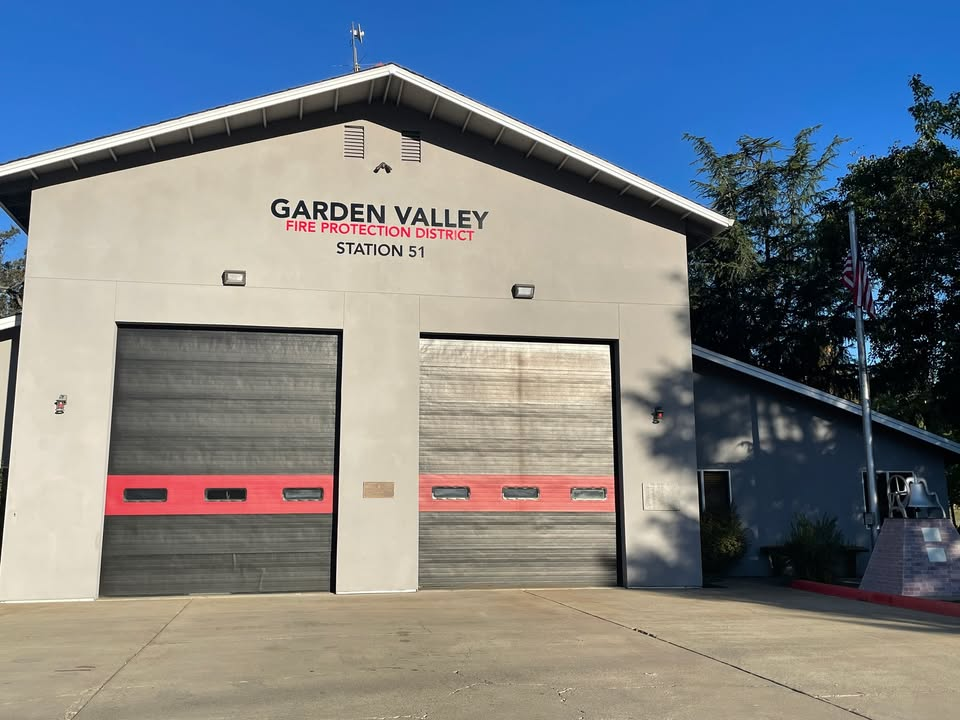 GARDEN VALLEY
FIRE PROTECTION DISTRICT
STATION 51